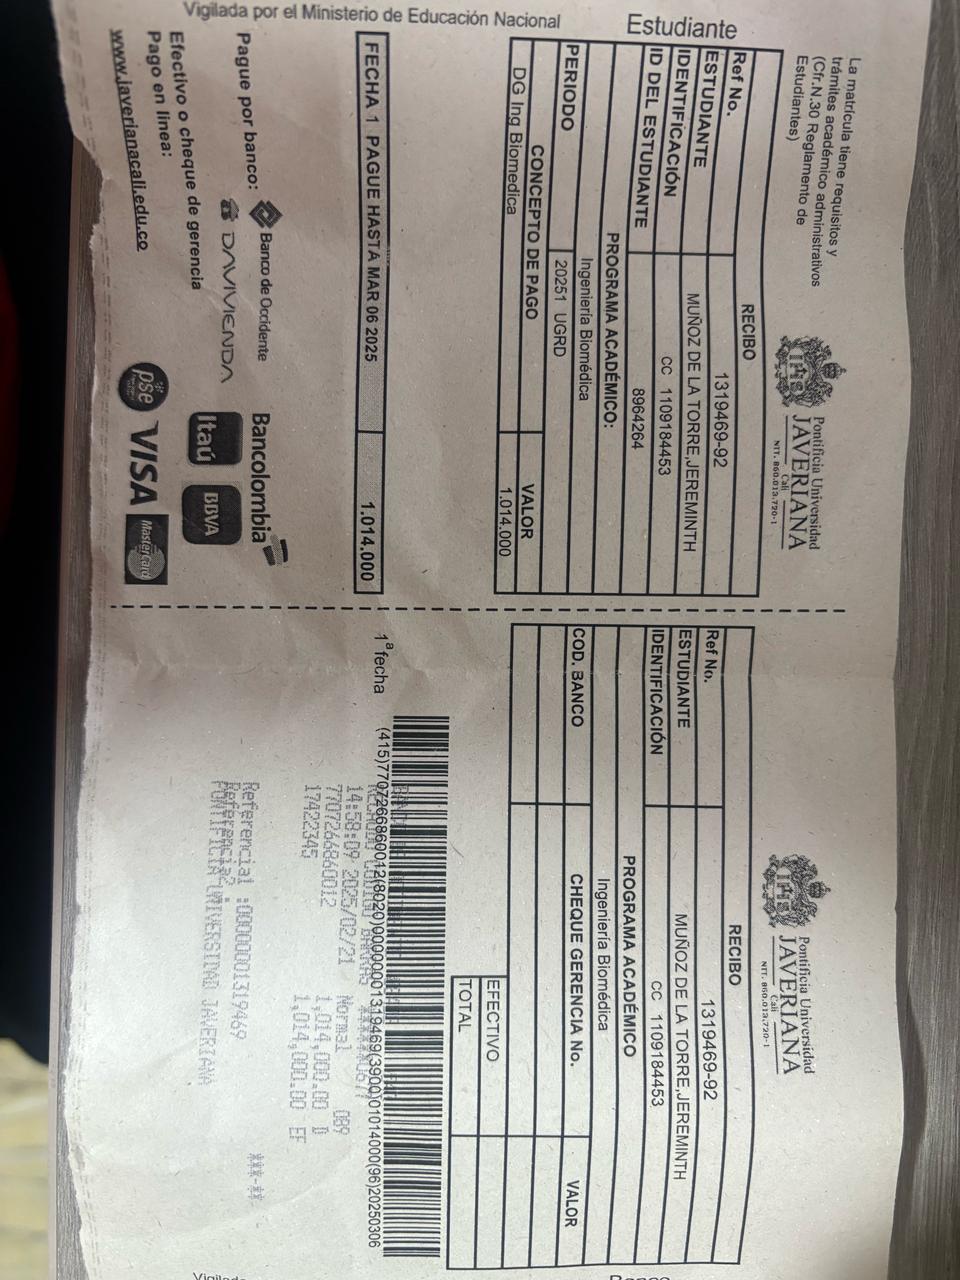 La matrícula tiene requisitos y
trámites académico administrativos
(Cfr.N.30 Reglamento de
Estudiantes)
Pontificia Universidad
JAVERIANA
Cali
NIT. 860.013.720-1
RECIBO
Ref No. 1319469-92
ESTUDIANTE MUÑOZ DE LA TORRE,JEREMINTH
IDENTIFICACIÓN CC 1109184453
ID DEL ESTUDIANTE 8964264
PROGRAMA ACADÉMICO:
Ingeniería Biomédica
PERIODO 20251 UGRD
CONCEPTO DE PAGO VALOR
DG Ing Biomedica 1.014.000
FECHA 1 PAGUE HASTA MAR 06 2025 1.014.000
Pague por banco:
Banco de Occidente
Bancolombia
DAVIVIENDA
Itaú
BBVA
Efectivo o cheque de gerencia
Pago en línea:
www.javerianacali.edu.co
pse
VISA
MasterCard
Estudiante
Vigilada por el Ministerio de Educación Nacional
Pontificia Universidad
JAVERIANA
Cali
NIT. 860.013.720-1
RECIBO
Ref No. 1319469-92
ESTUDIANTE MUÑOZ DE LA TORRE,JEREMINTH
IDENTIFICACIÓN CC 1109184453
PROGRAMA ACADÉMICO
Ingeniería Biomédica
COD. BANCO CHEQUE GERENCIA No. VALOR
EFECTIVO
TOTAL
1ª fecha
(415)7707266860012(8020)00000001319469(3900)01014000(96)20250306
14:58:09 2025/02/21 Normal 089
7707266860012 1,014,000.00 D
17422345 1,014,000.00 EF
Referencia1 :00000001319469
Referencia2 :
PONTIFICIA UNIVERSIDAD JAVERIANA